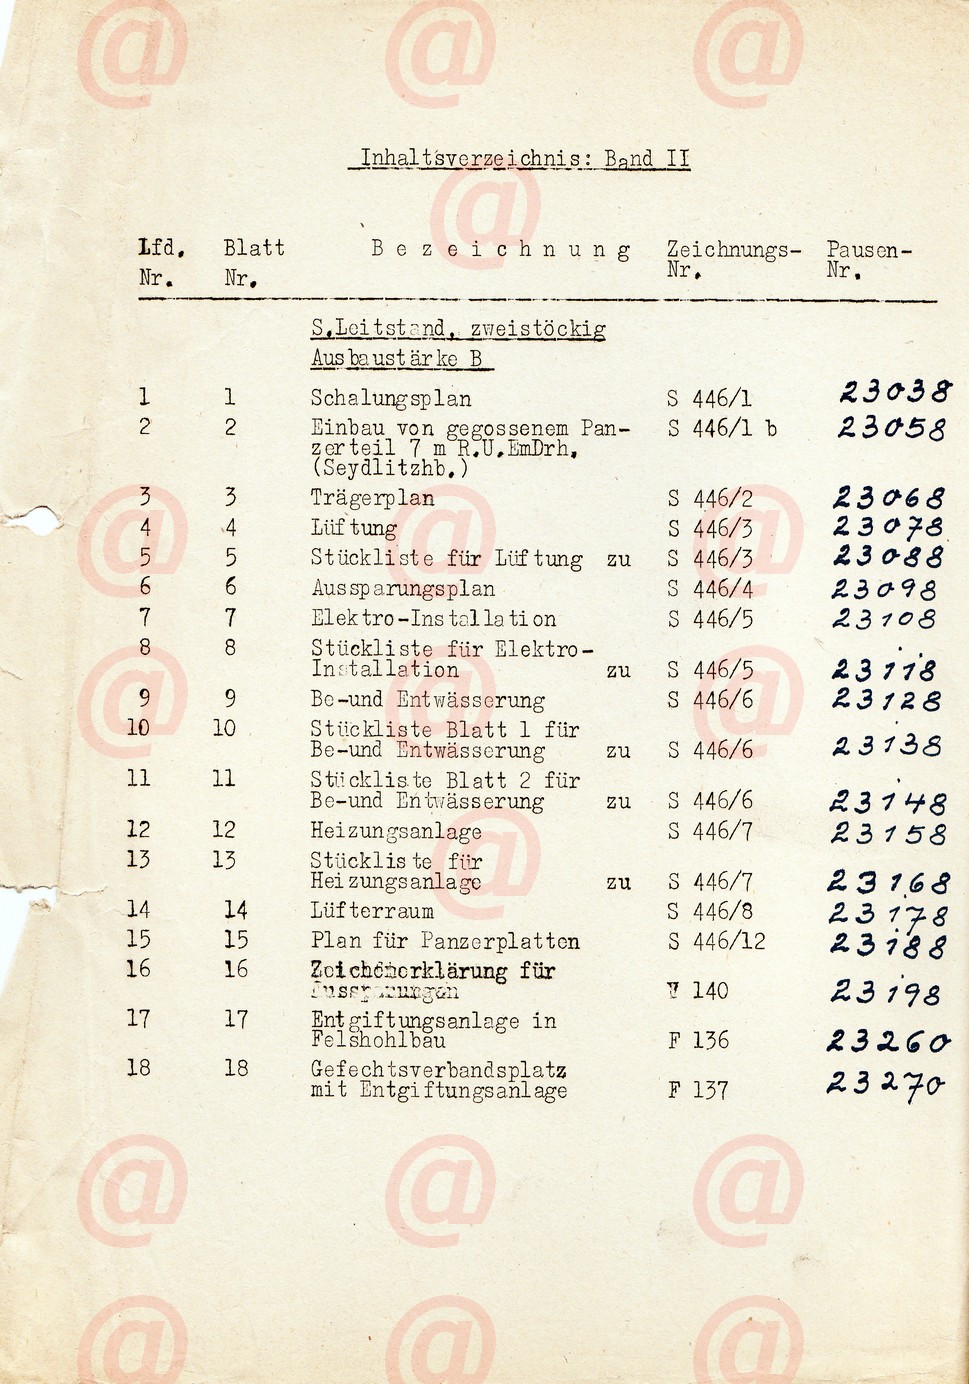 Inhaltsverzeichnis: Band II
Lfd. Blatt B e z e i c h n u n g Zeichnungs- Pausen-
Nr. Nr. Nr. Nr.
S.Leitstand, zweistöckig
Ausbaustärke B
1 1 Schalungsplan S 446/1 23038
2 2 Einbau von gegossenem Pan- S 446/1 b 23058
zerteil 7 m R.U.EmDrh.
(Seydlitzhb.)
3 3 Trägerplan S 446/2 23068
4 4 Lüftung S 446/3 23078
5 5 Stückliste für Lüftung zu S 446/3 23088
6 6 Aussparungsplan S 446/4 23098
7 7 Elektro-Installation S 446/5 23108
8 8 Stückliste für Elektro-
Installation zu S 446/5 23118
9 9 Be-und Entwässerung S 446/6 23128
10 10 Stückliste Blatt 1 für
Be-und Entwässerung zu S 446/6 23138
11 11 Stückliste Blatt 2 für
Be-und Entwässerung zu S 446/6 23148
12 12 Heizungsanlage S 446/7 23158
13 13 Stückliste für
Heizungsanlage zu S 446/7 23168
14 14 Lüfterraum S 446/8 23178
15 15 Plan für Panzerplatten S 446/12 23188
16 16 Zeichenerklärung für
Aussparungen F 140 23198
17 17 Entgiftungsanlage in
Felshohlbau F 136 23260
18 18 Gefechtsverbandsplatz
mit Entgiftungsanlage F 137 23270